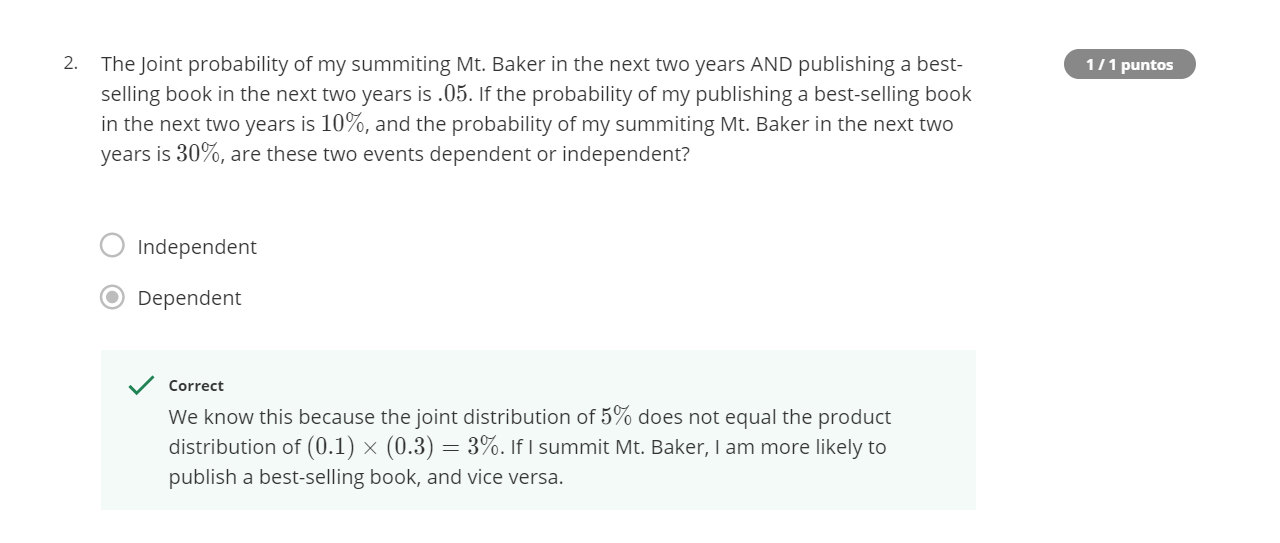 2. The Joint probability of my summiting Mt. Baker in the next two years AND publishing a best-
1 / 1 puntos
selling book in the next two years is .05. If the probability of my publishing a best-selling book
in the next two years is 10%, and the probability of my summiting Mt. Baker in the next two
years is 30%, are these two events dependent or independent?
Independent
Dependent
Correct
We know this because the joint distribution of 5% does not equal the product
distribution of (0.1) × (0.3) = 3%. If I summit Mt. Baker, I am more likely to
publish a best-selling book, and vice versa.